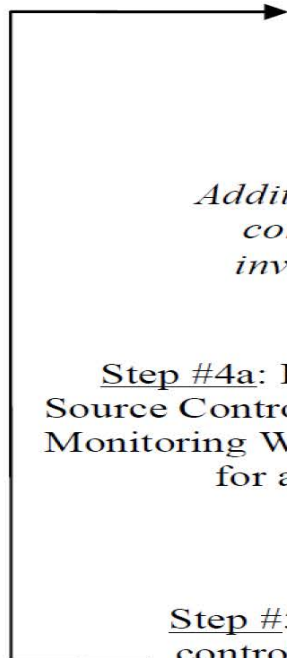 Addit
co
inv
Step #4a:
Source Contro
Monitoring W
for a
Step #
contro